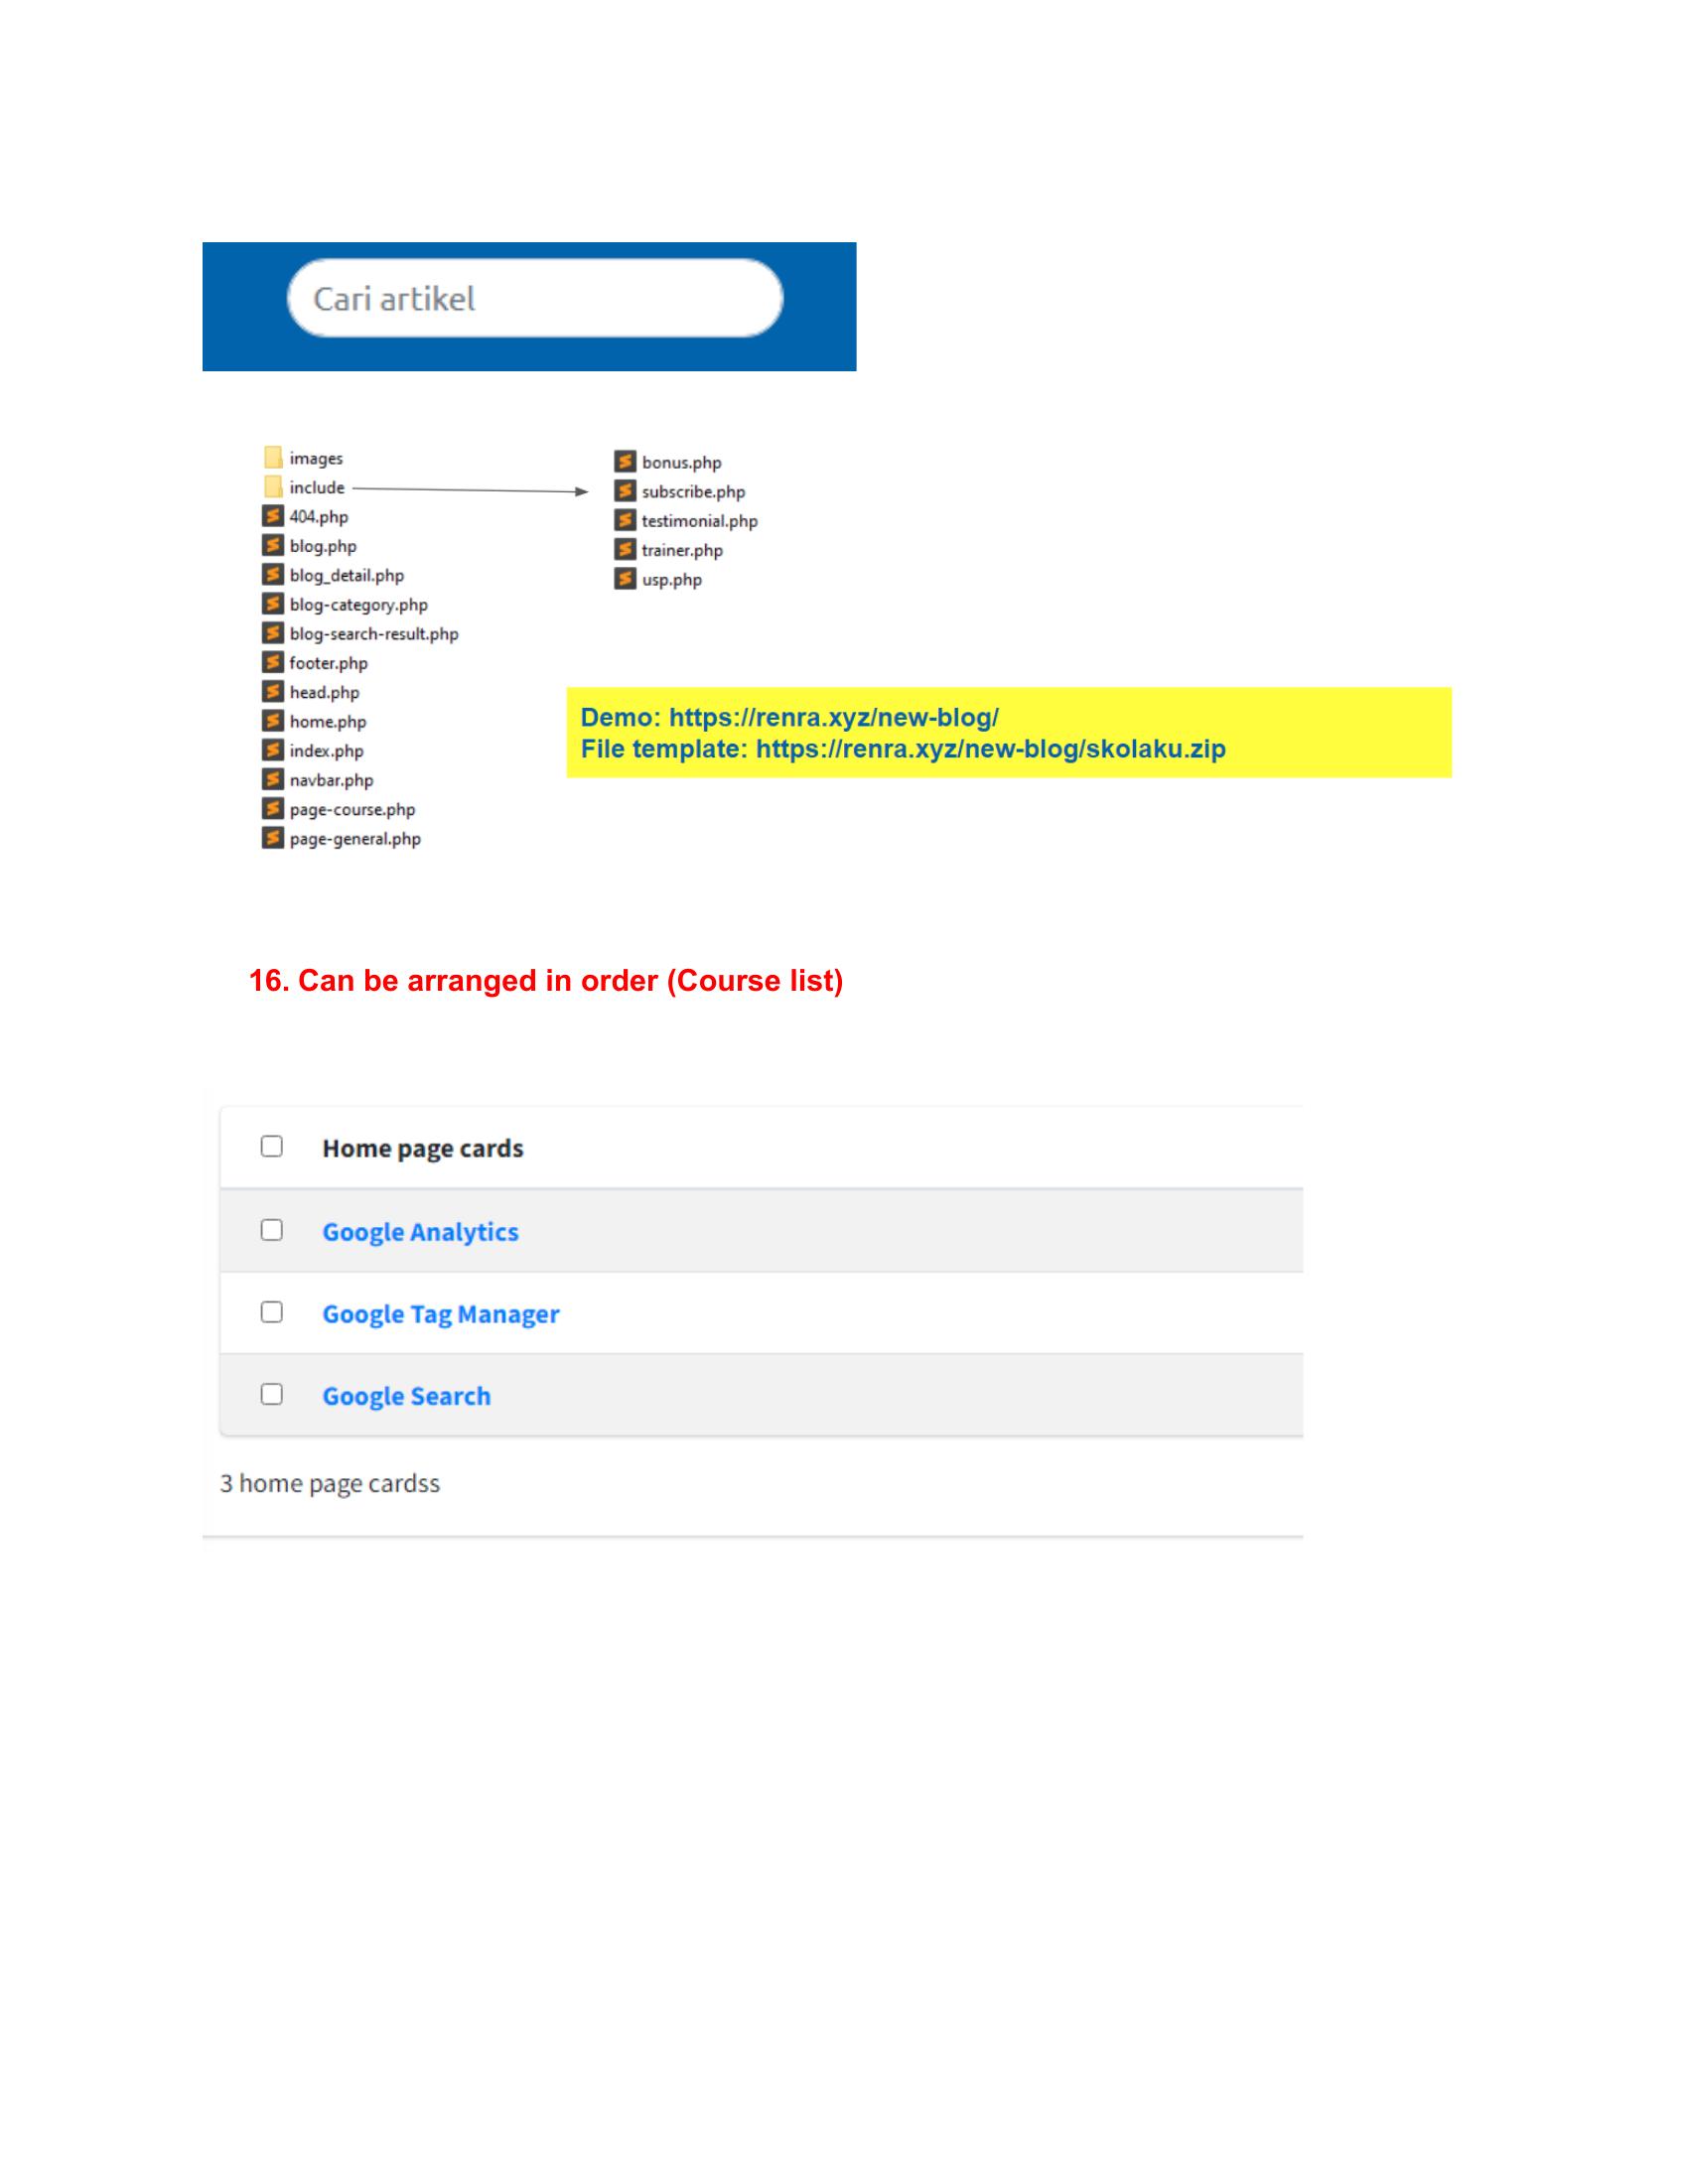 Cari artikel
images
include
404.php
blog.php
blog_detail.php
blog-category.php
blog-search-result.php
footer.php
head.php
home.php
index.php
navbar.php
page-course.php
page-general.php
bonus.php
subscribe.php
testimonial.php
trainer.php
usp.php
Demo: https://renra.xyz/new-blog/
File template: https://renra.xyz/new-blog/skolaku.zip
16. Can be arranged in order (Course list)
Home page cards
Google Analytics
Google Tag Manager
Google Search
3 home page cardss